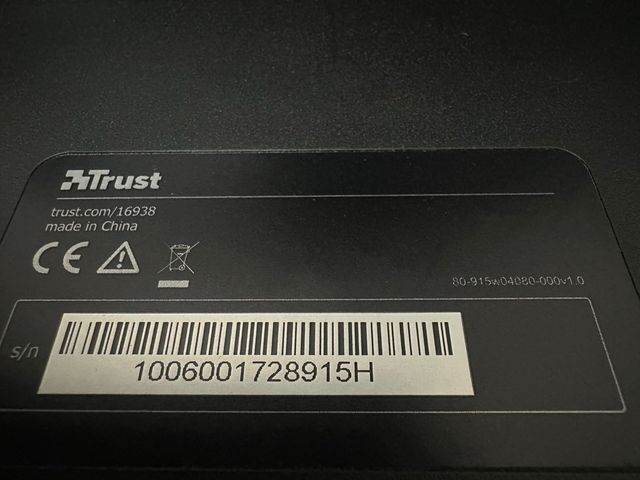 Trust
trust.com/16938
made in China
CE
80-915w04080-000v1.0
s/n
1006001728915H